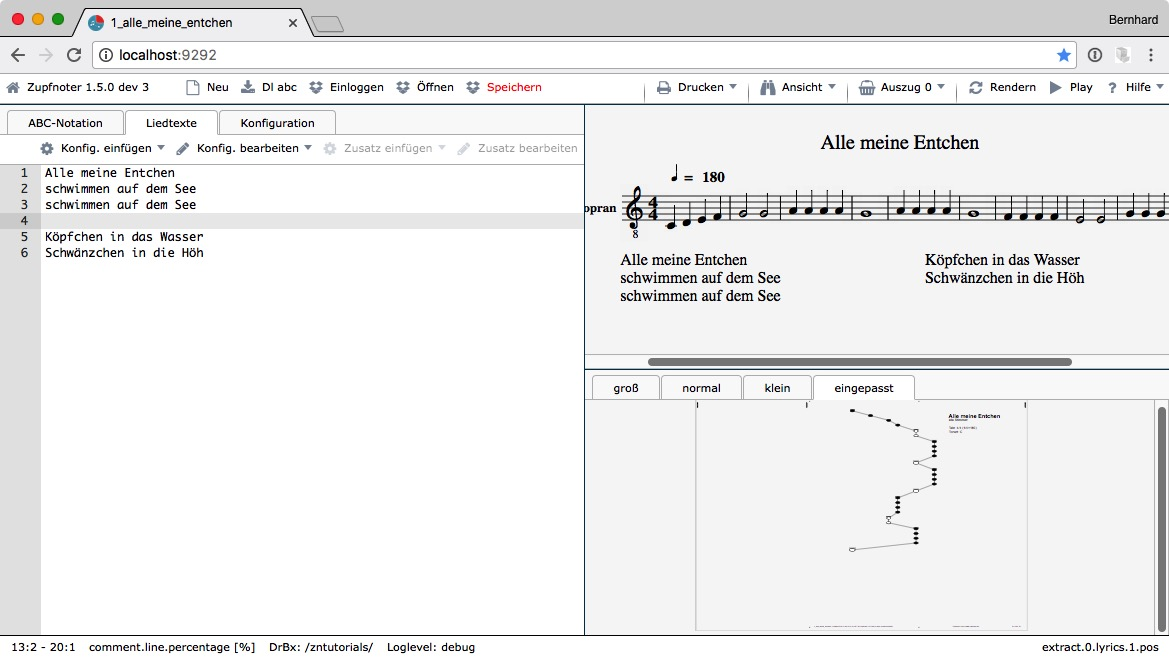 1_alle_meine_entchen
Bernhard
localhost:9292
Zupfnoter 1.5.0 dev 3 Neu Dl abc Einloggen Öffnen Speichern Drucken Ansicht Auszug 0 Rendern Play ? Hilfe
ABC-Notation Liedtexte Konfiguration
Konfig. einfügen Konfig. bearbeiten Zusatz einfügen Zusatz bearbeiten
1 Alle meine Entchen
2 schwimmen auf dem See
3 schwimmen auf dem See
4
5 Köpfchen in das Wasser
6 Schwänzchen in die Höh
Alle meine Entchen
= 180
opran
4
4
8
Alle meine Entchen
schwimmen auf dem See
schwimmen auf dem See
Köpfchen in das Wasser
Schwänzchen in die Höh
groß normal klein eingepasst
Alle meine Entchen
13:2 - 20:1 comment.line.percentage [%] DrBx: /zntutorials/ Loglevel: debug
extract.0.lyrics.1.pos